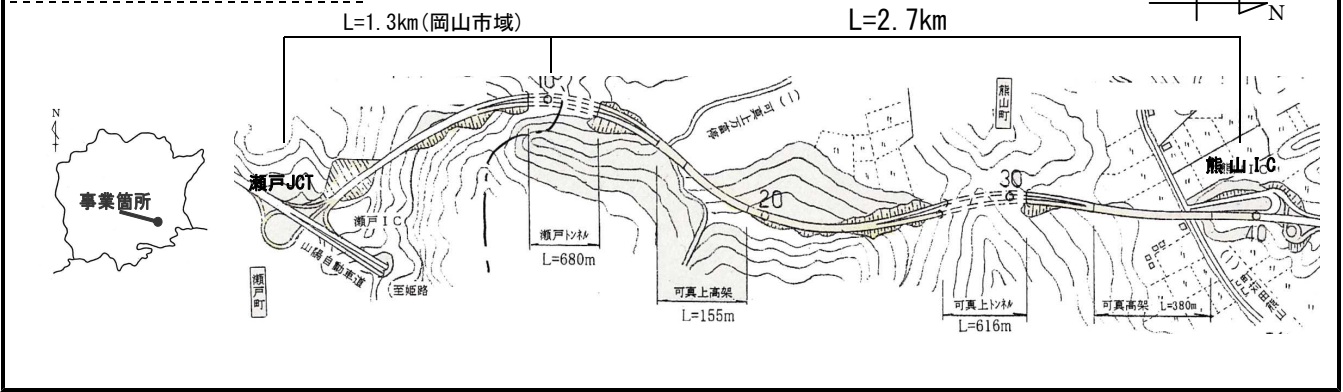 L=1.3km(岡山市域)
L=2.7km
N
N
事業箇所
瀬戸JCT
瀬戸IC
山陽自動車道
至姫路
瀬戸町
10
瀬戸トンネル
L=680m
可真上高架
L=155m
20
熊山町
30
可真上トンネル
L=616m
可真高架 L=380m
熊山IC
40